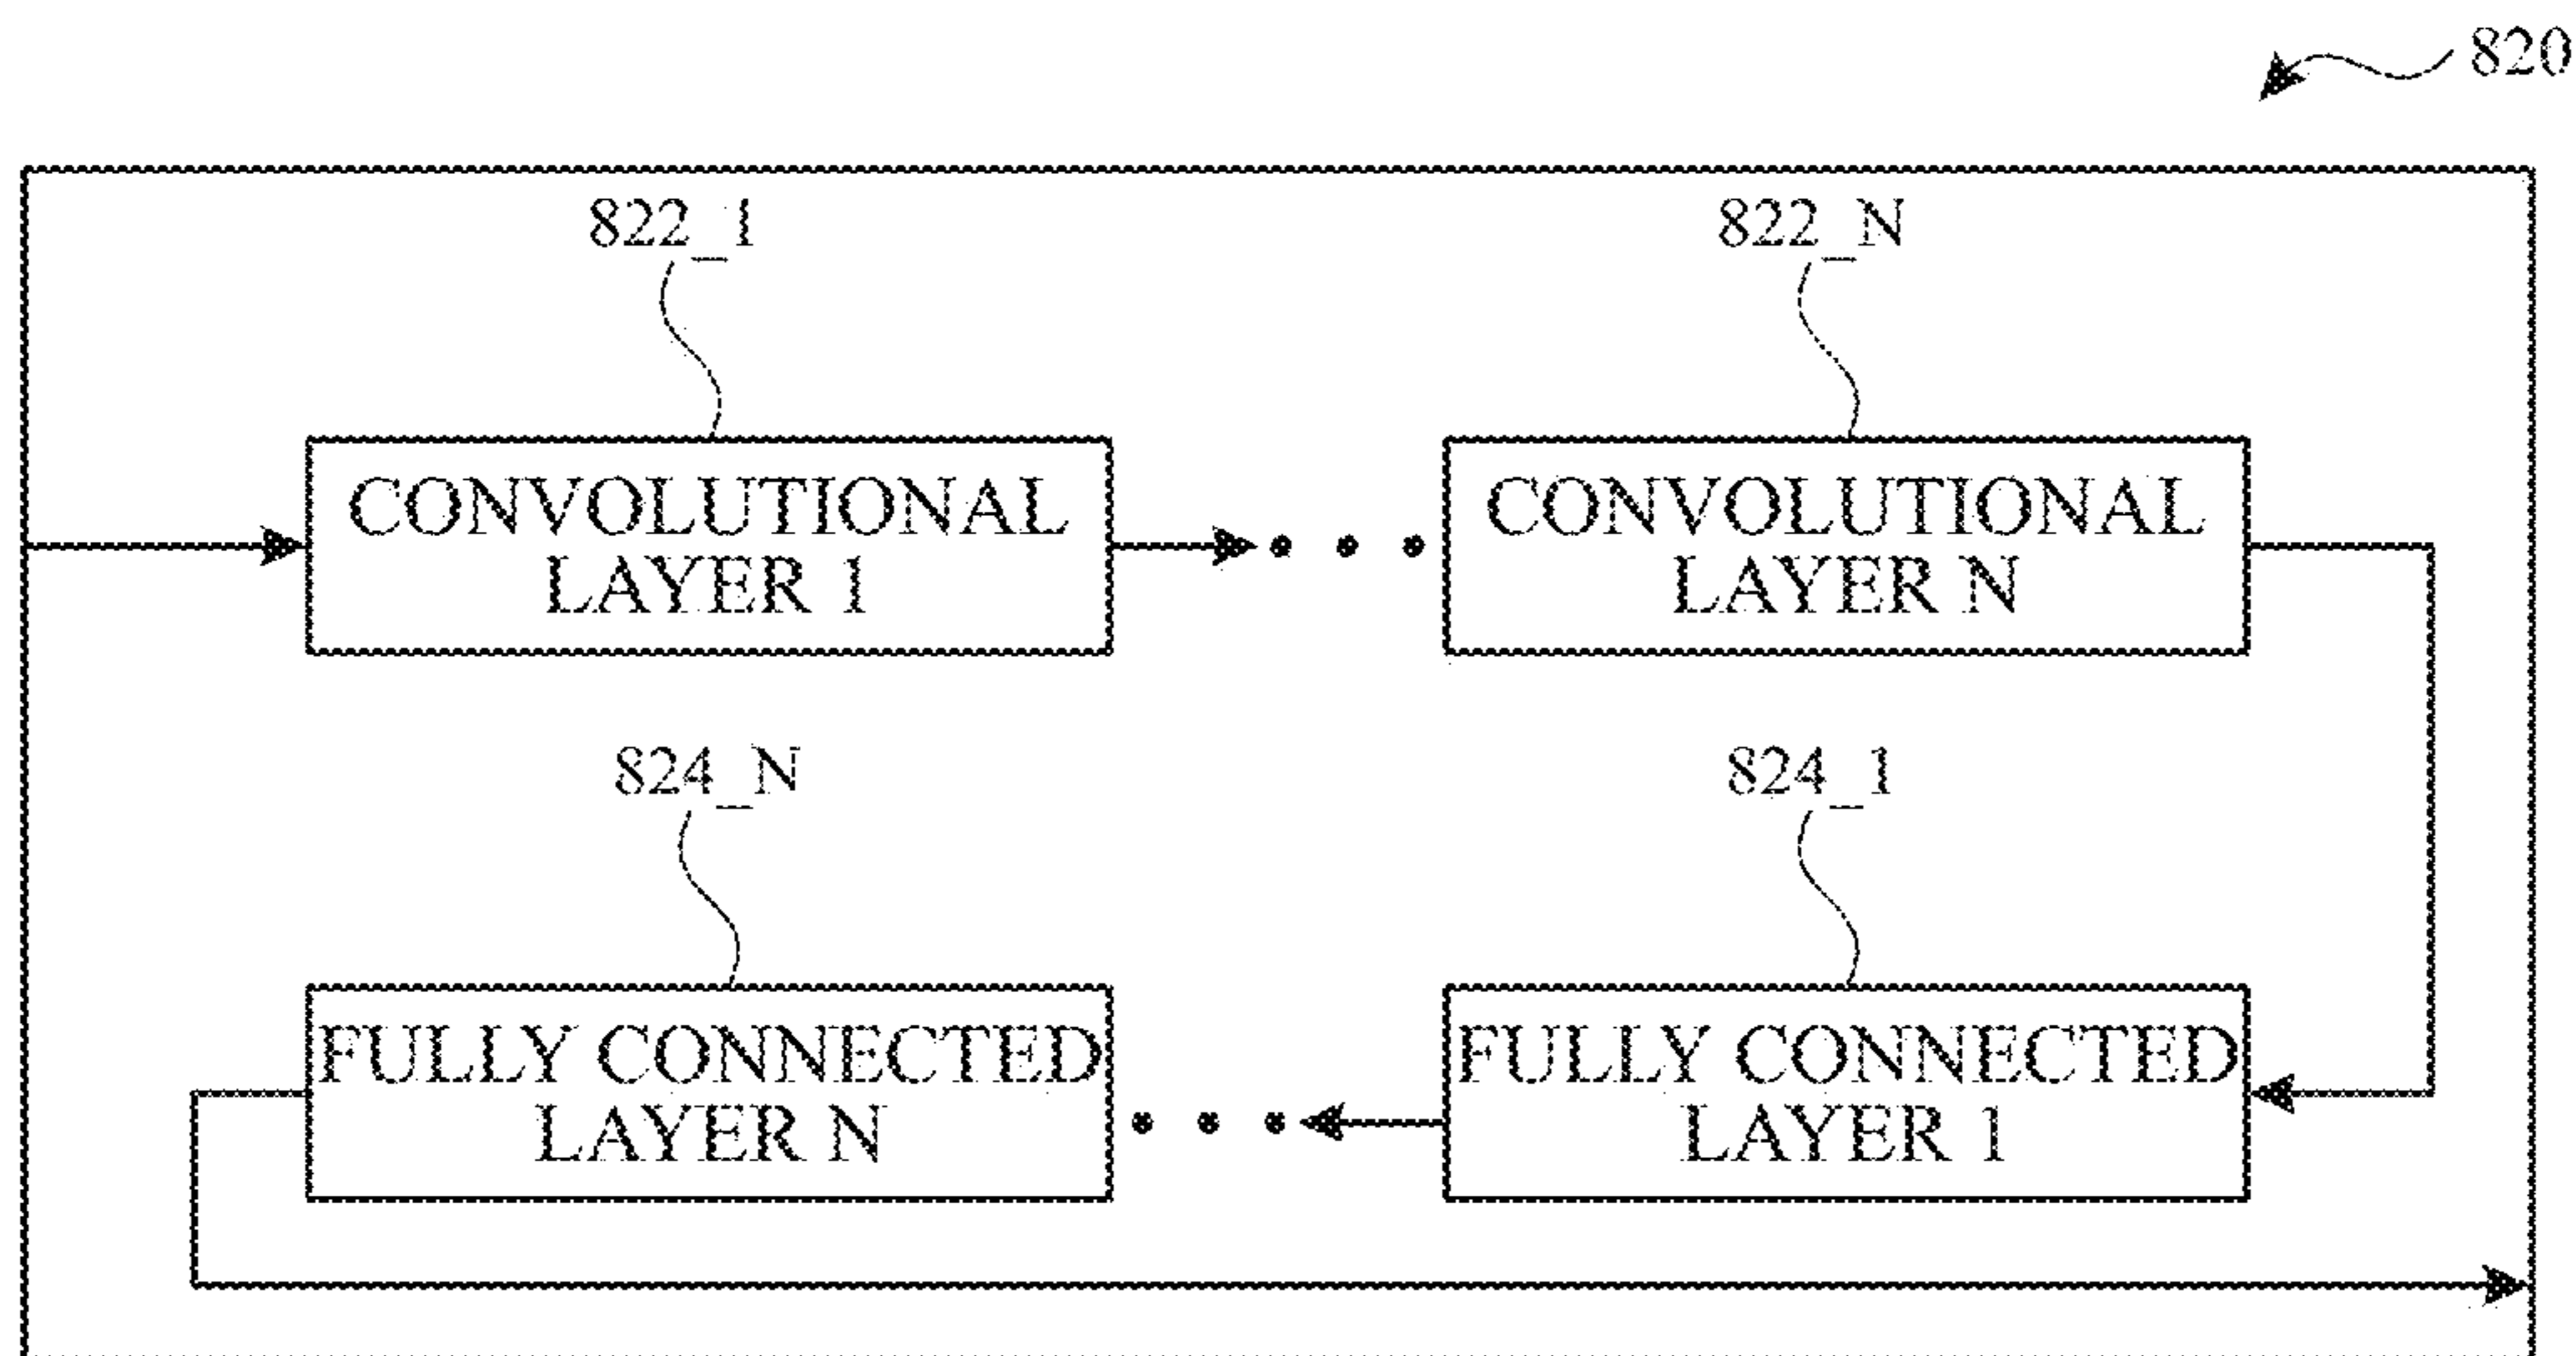 820
822_1
822_N
CONVOLUTIONAL
LAYER 1
CONVOLUTIONAL
LAYER N
824_N
824_1
FULLY CONNECTED
LAYER N
FULLY CONNECTED
LAYER 1